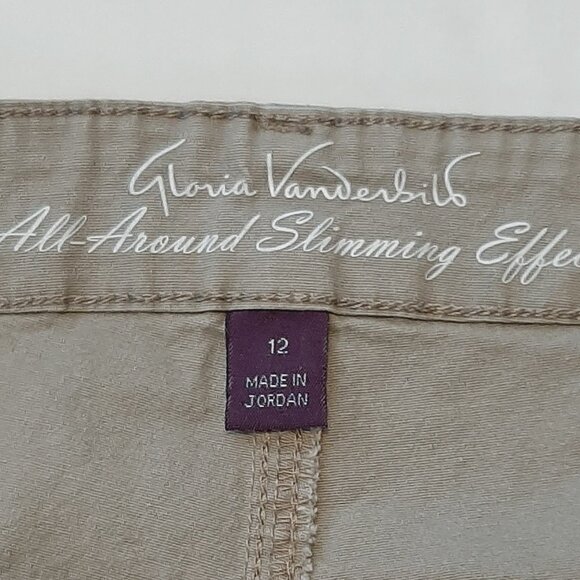 Gloria Vanderbilt
All-Around Slimming Effec
12
MADE IN
JORDAN